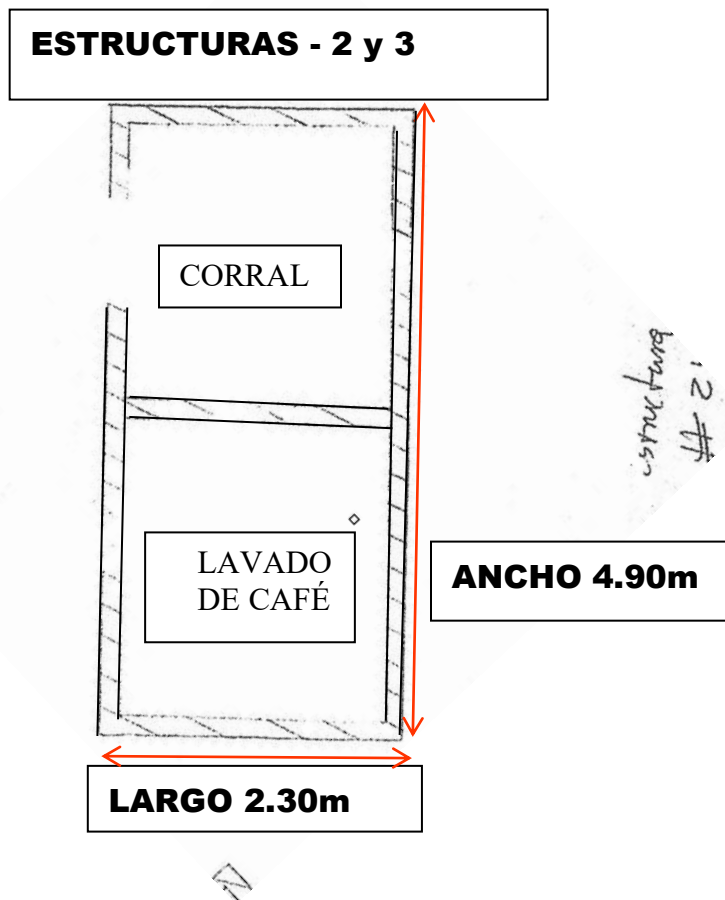 ESTRUCTURAS - 2 y 3
CORRAL
LAVADO
DE CAFÉ
ANCHO 4.90m
LARGO 2.30m